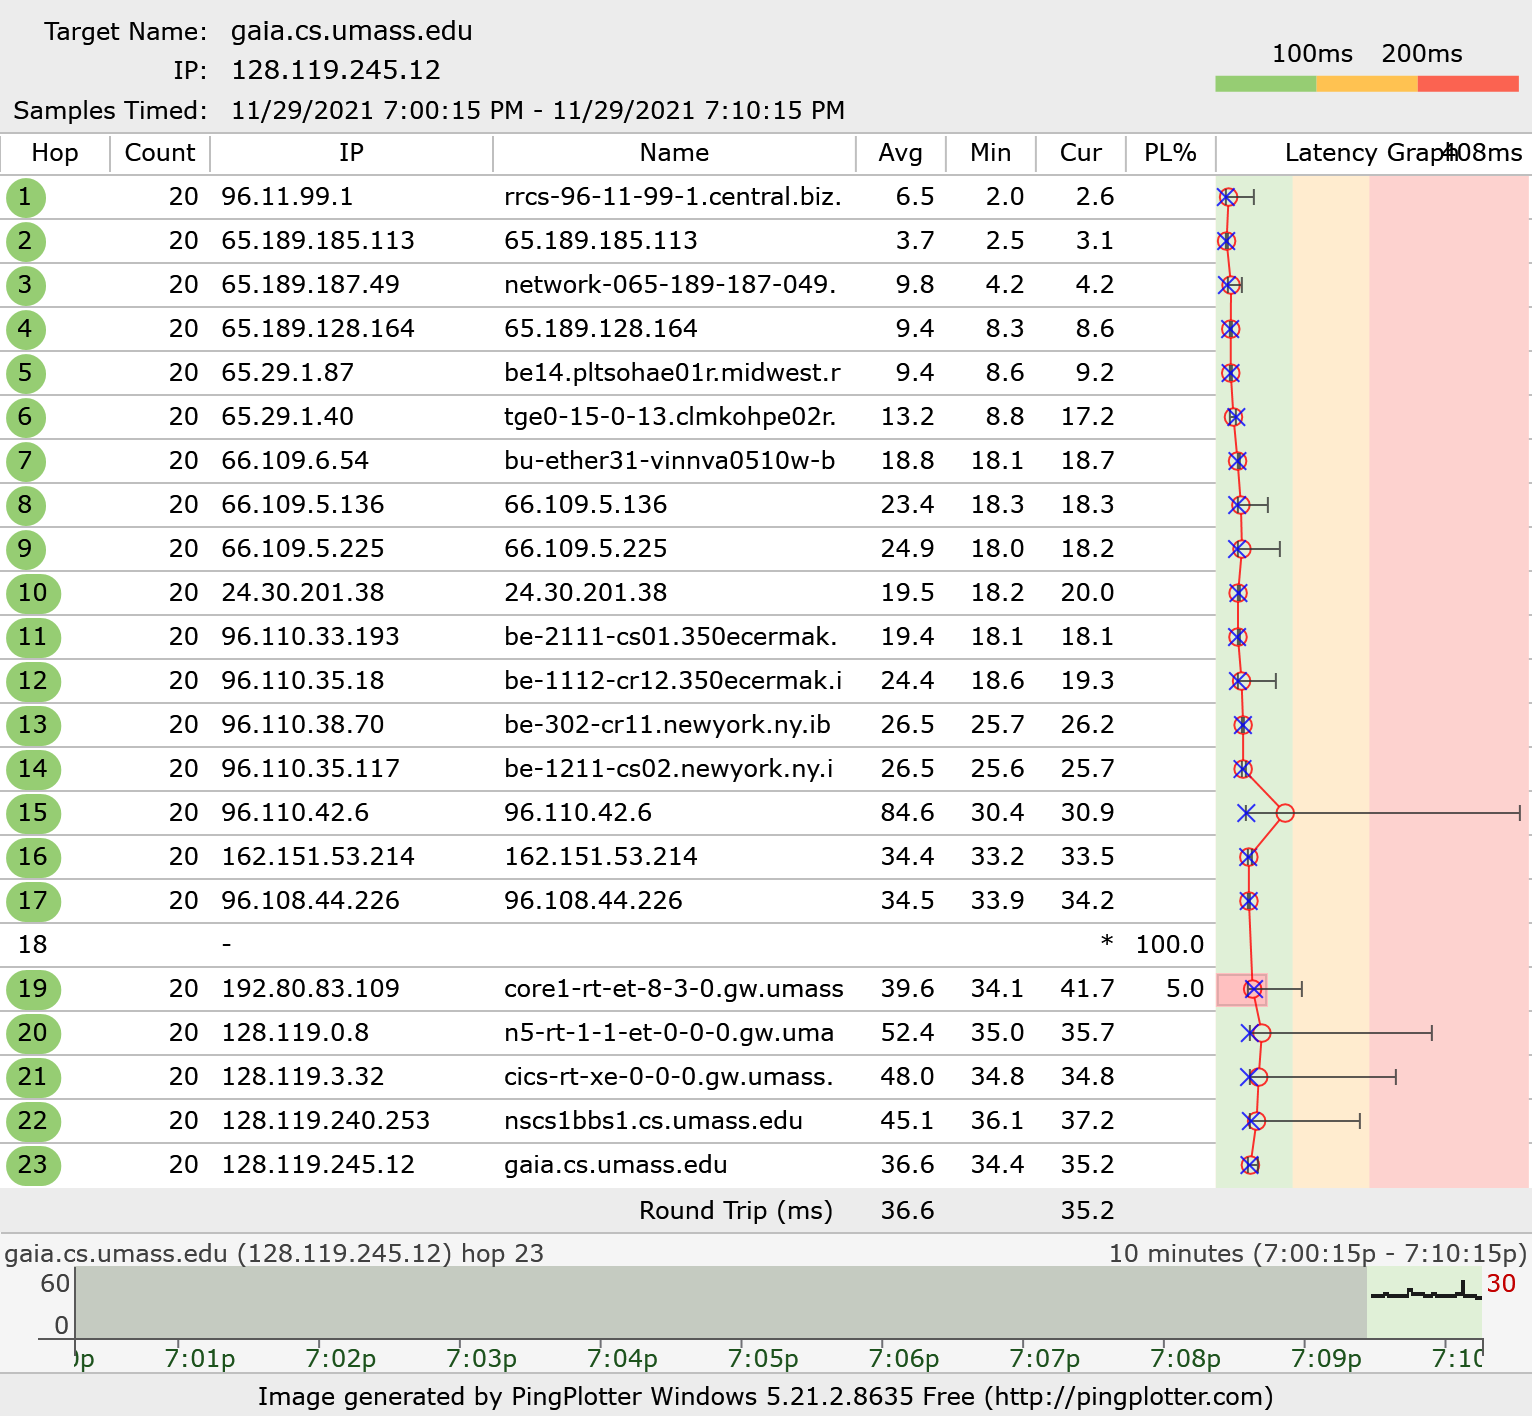 Target Name: gaia.cs.umass.edu
IP: 128.119.245.12
100ms 200ms
Samples Timed: 11/29/2021 7:00:15 PM - 11/29/2021 7:10:15 PM
Hop Count IP Name Avg Min Cur PL% Latency Graph 408ms
1 20 96.11.99.1 rrcs-96-11-99-1.central.biz. 6.5 2.0 2.6
2 20 65.189.185.113 65.189.185.113 3.7 2.5 3.1
3 20 65.189.187.49 network-065-189-187-049. 9.8 4.2 4.2
4 20 65.189.128.164 65.189.128.164 9.4 8.3 8.6
5 20 65.29.1.87 be14.pltsohae01r.midwest.r 9.4 8.6 9.2
6 20 65.29.1.40 tge0-15-0-13.clmkohpe02r. 13.2 8.8 17.2
7 20 66.109.6.54 bu-ether31-vinnva0510w-b 18.8 18.1 18.7
8 20 66.109.5.136 66.109.5.136 23.4 18.3 18.3
9 20 66.109.5.225 66.109.5.225 24.9 18.0 18.2
10 20 24.30.201.38 24.30.201.38 19.5 18.2 20.0
11 20 96.110.33.193 be-2111-cs01.350ecermak. 19.4 18.1 18.1
12 20 96.110.35.18 be-1112-cr12.350ecermak.i 24.4 18.6 19.3
13 20 96.110.38.70 be-302-cr11.newyork.ny.ib 26.5 25.7 26.2
14 20 96.110.35.117 be-1211-cs02.newyork.ny.i 26.5 25.6 25.7
15 20 96.110.42.6 96.110.42.6 84.6 30.4 30.9
16 20 162.151.53.214 162.151.53.214 34.4 33.2 33.5
17 20 96.108.44.226 96.108.44.226 34.5 33.9 34.2
18 - * 100.0
19 20 192.80.83.109 core1-rt-et-8-3-0.gw.umass 39.6 34.1 41.7 5.0
20 20 128.119.0.8 n5-rt-1-1-et-0-0-0.gw.uma 52.4 35.0 35.7
21 20 128.119.3.32 cics-rt-xe-0-0-0.gw.umass. 48.0 34.8 34.8
22 20 128.119.240.253 nscs1bbs1.cs.umass.edu 45.1 36.1 37.2
23 20 128.119.245.12 gaia.cs.umass.edu 36.6 34.4 35.2
Round Trip (ms) 36.6 35.2
gaia.cs.umass.edu (128.119.245.12) hop 23 10 minutes (7:00:15p - 7:10:15p)
60 30
0
7:01p 7:02p 7:03p 7:04p 7:05p 7:06p 7:07p 7:08p 7:09p 7:10
Image generated by PingPlotter Windows 5.21.2.8635 Free (http://pingplotter.com)